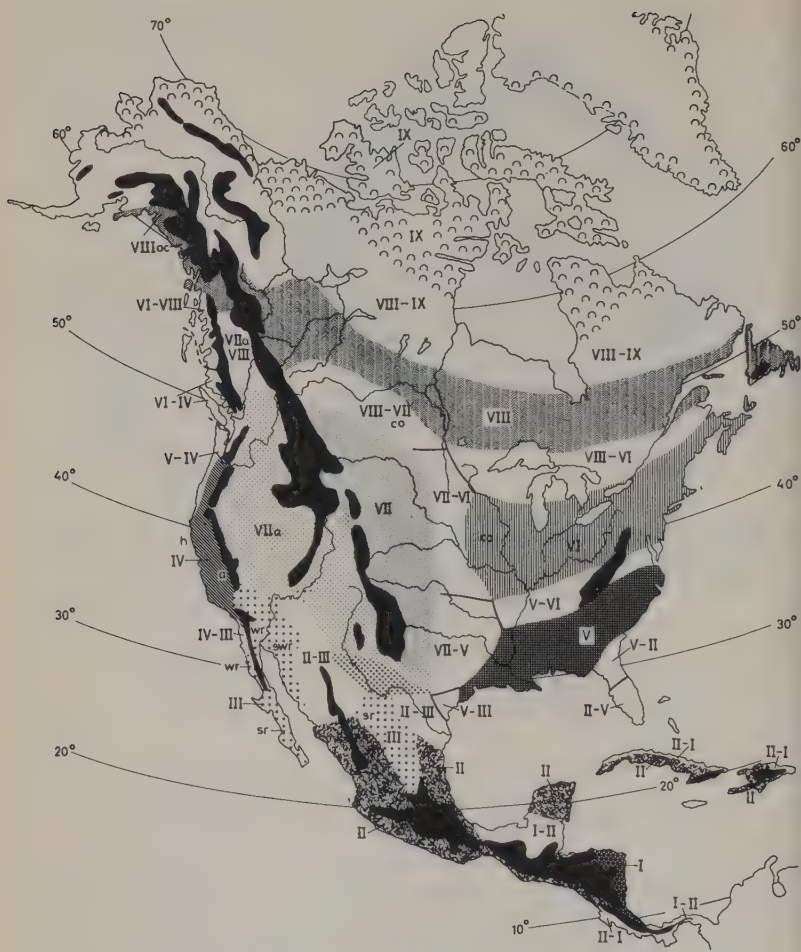 70°
60°
IX
60°
VIIIoc
IX
VI-VIII
VIII-IX
50°
VIIa
VIII
50°
VIII-IX
VI-IV
VIII-VII
co
VIII
VIII-VI
V-IV
VII-VI
40°
VII
40°
h
VIIa
co
VI
IV
a
V-VI
30°
IV-III
wr
swr
V
V-II
30°
wr
II-III
VII-V
III
sr
sr
II-III
V-III
II-V
III
20°
II
II-I
II
II-I
II
20°
II
II
I-II
I
I-II
10°
II-I